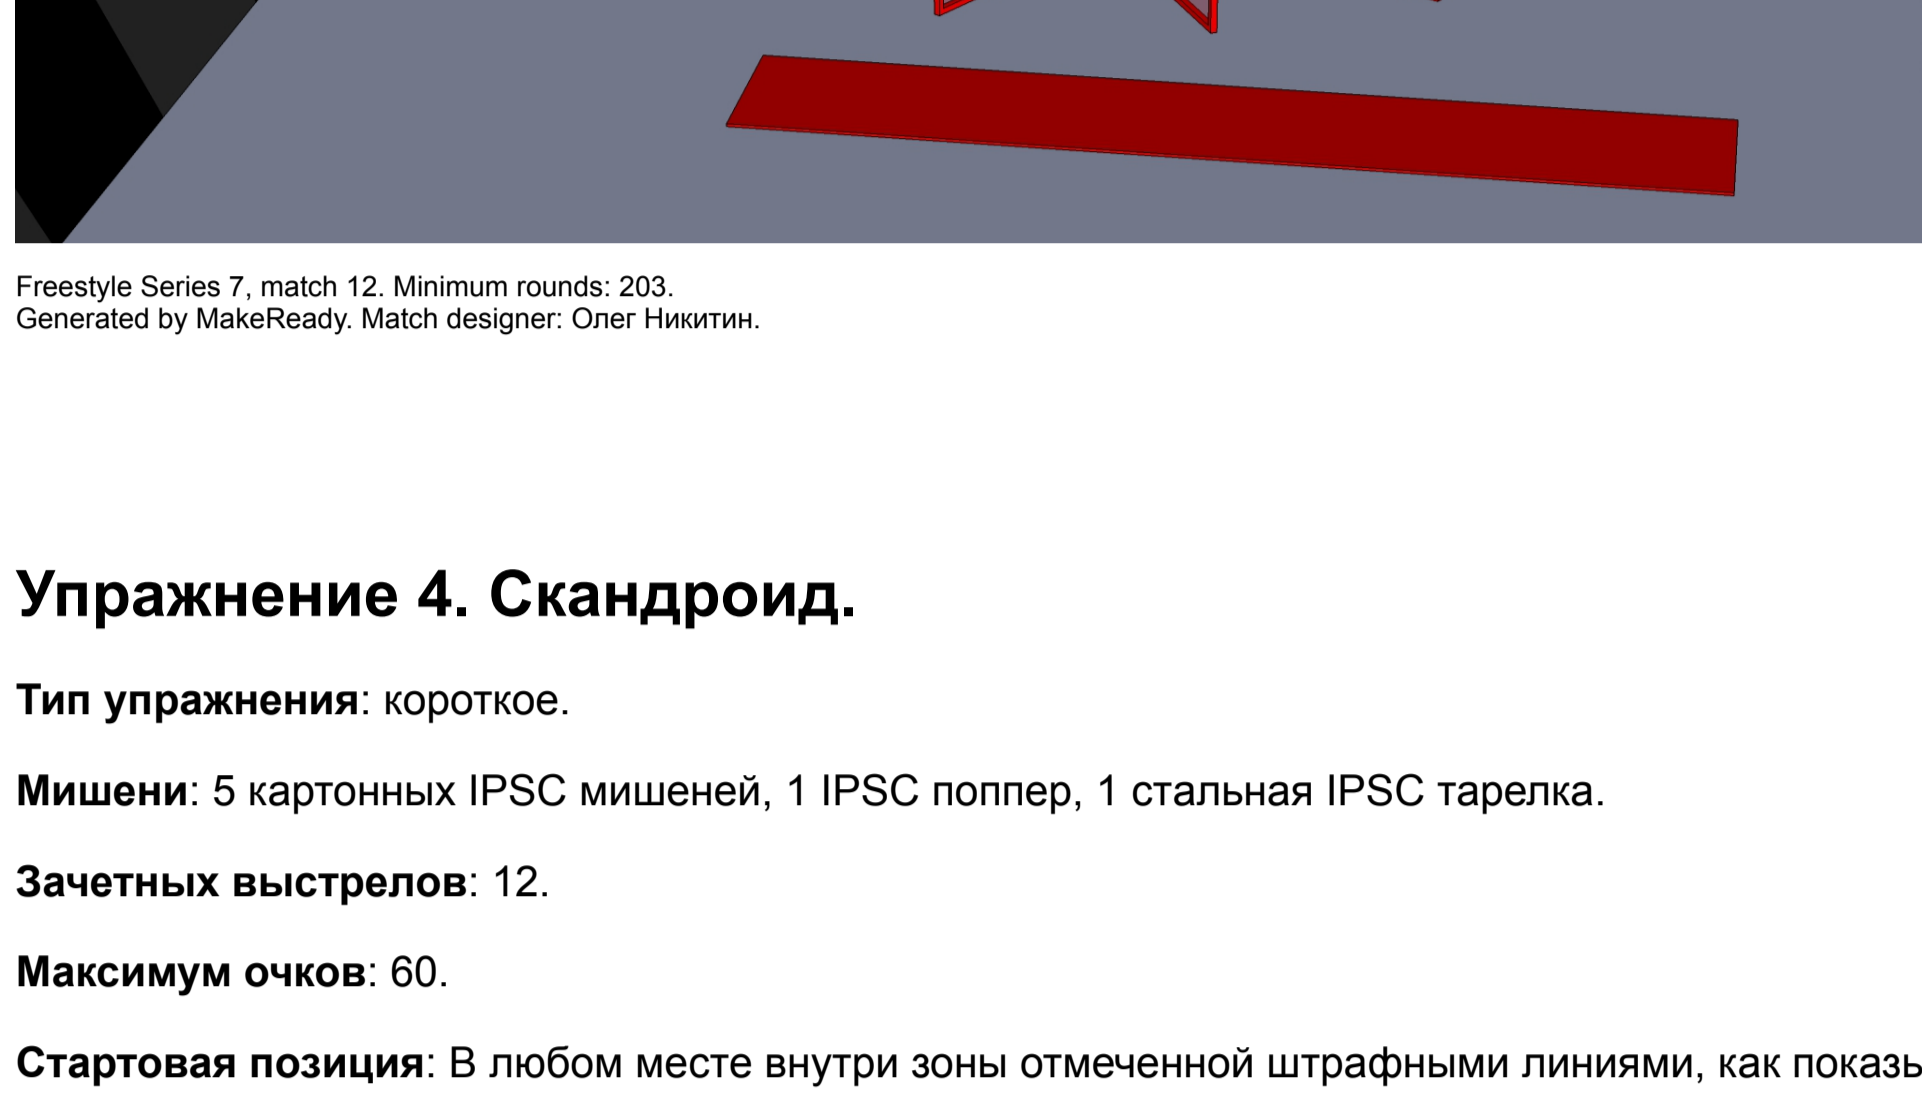 Freestyle Series 7, match 12. Minimum rounds: 203.
Generated by MakeReady. Match designer: Олег Никитин.
Упражнение 4. Скандроид.
Тип упражнения: короткое.
Мишени: 5 картонных IPSC мишеней, 1 IPSC поппер, 1 стальная IPSC тарелка.
Зачетных выстрелов: 12.
Максимум очков: 60.
Стартовая позиция: В любом месте внутри зоны отмеченной штрафными линиями, как